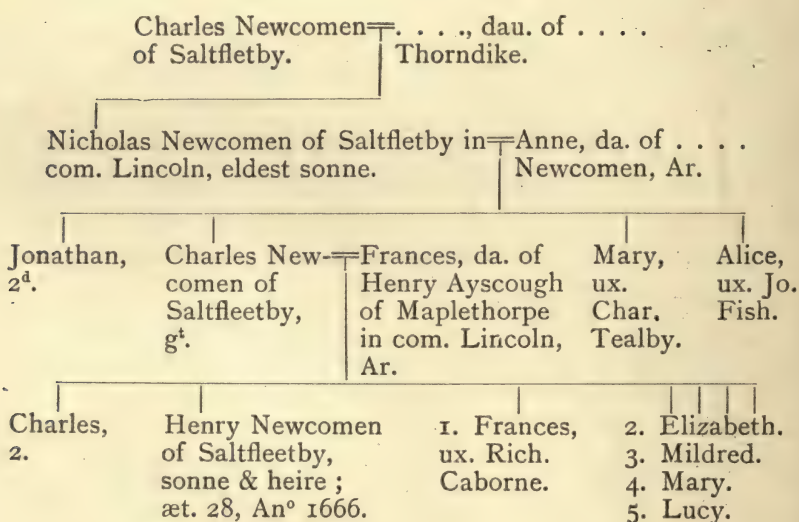 Charles Newcomen=. . . ., dau. of . . . .
of Saltfletby. Thorndike.
Nicholas Newcomen of Saltfletby in=Anne, da. of . . . .
com. Lincoln, eldest sonne. Newcomen, Ar.
Jonathan,
2d.
Charles New-=Frances, da. of
comen of Henry Ayscough
Saltfleetby, of Maplethorpe
gt. in com. Lincoln,
Ar.
Mary,
ux.
Char.
Tealby.
Alice,
ux. Jo.
Fish.
Charles,
2.
Henry Newcomen
of Saltfleetby,
sonne & heire ;
æt. 28, Ano 1666.
1. Frances,
ux. Rich.
Caborne.
2. Elizabeth.
3. Mildred.
4. Mary.
5. Lucy.